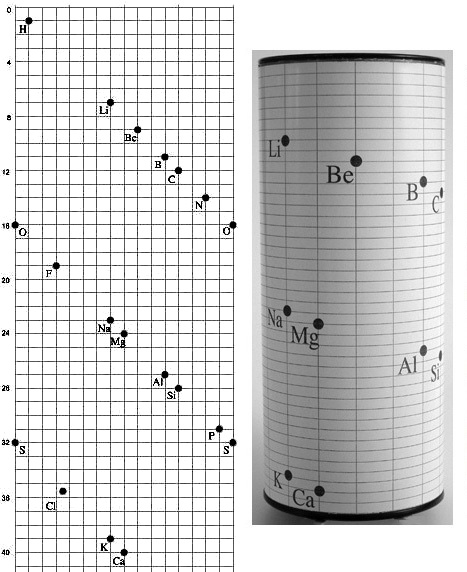 0
H
4
Li
8
Be
B
12
C
N
16
O O
F
20
Na
24
Mg
Al
28
Si
P
32
S S
36
Cl
K
40
Ca
Li
Be
B
C
Na
Mg
Al
Si
K
Ca